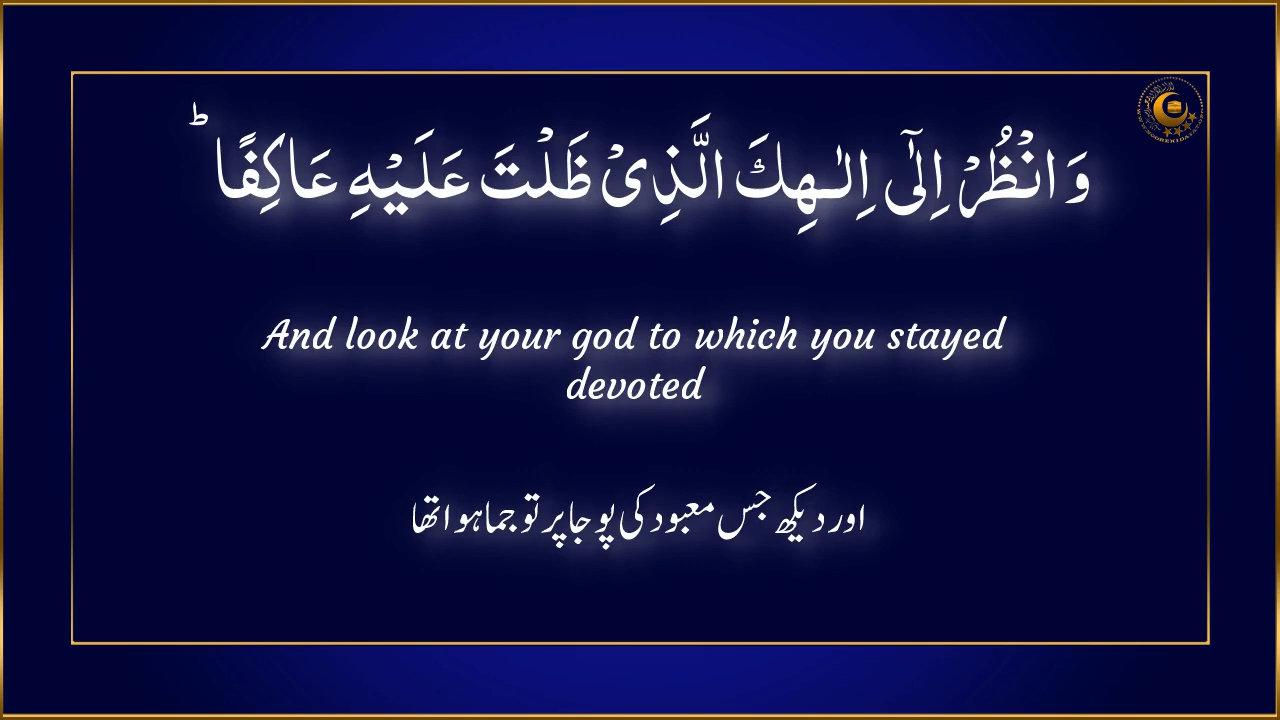 وَانْظُرْ اِلٰٓى اِلٰـهِكَ الَّذِىْ ظَلْتَ عَلَيْهِ عَاكِفًا ؕ
And look at your god to which you stayed
devoted
اور دیکھ جس معبود کی پوجا پر تو جما ہوا تھا